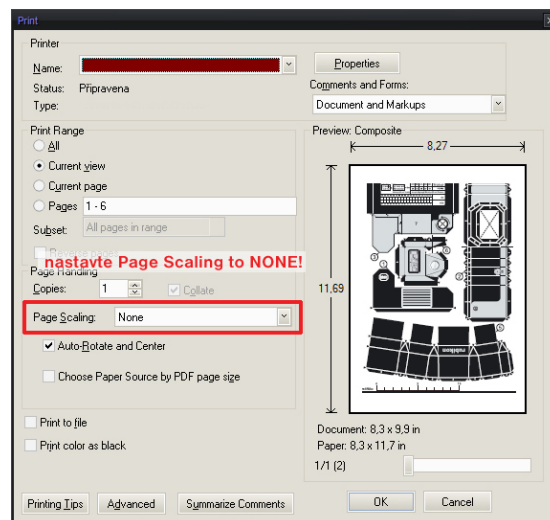 Print
Printer
Name:
Properties
Status: Připravena
Comments and Forms:
Type:
Document and Markups
Print Range
All
Current view
Current page
Pages 1 - 6
Subset: All pages in range
nastavte Page Scaling to NONE!
Page Handling
Copies: 1 Collate
Page Scaling: None
Auto-Rotate and Center
Choose Paper Source by PDF page size
Print to file
Print color as black
Preview: Composite
8,27
11,69
Document: 8,3 x 9,9 in
Paper: 8,3 x 11,7 in
1/1 (2)
Printing Tips
Advanced
Summarize Comments
OK
Cancel